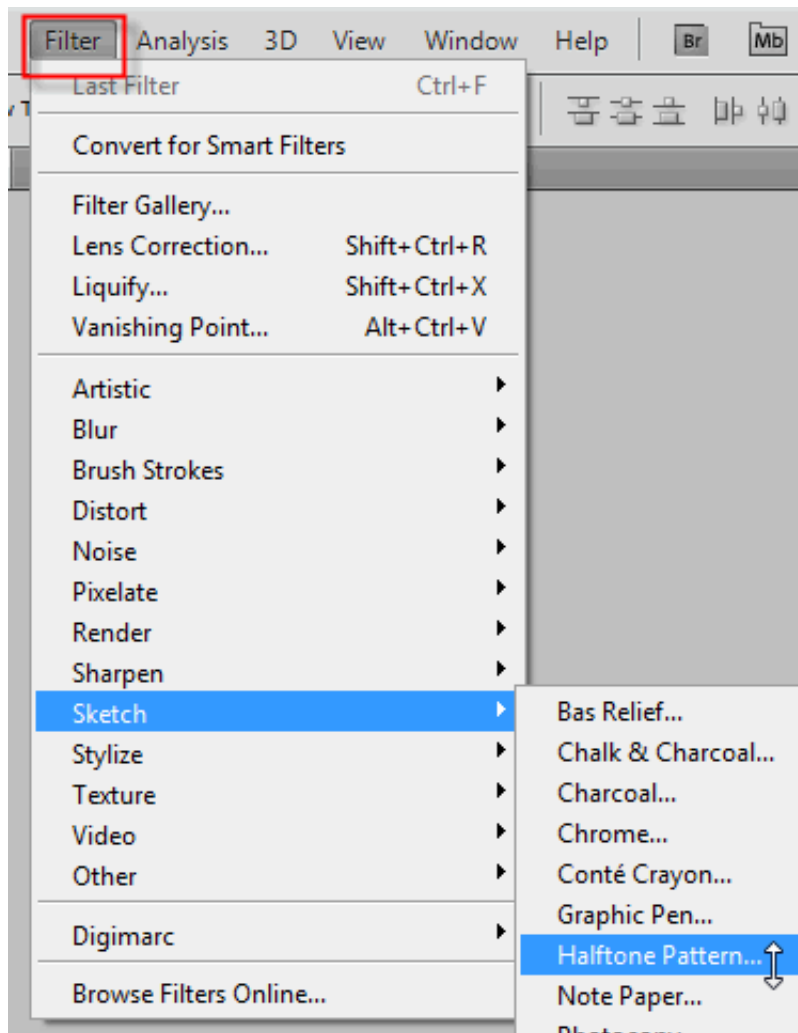 Filter Analysis 3D View Window Help Br Mb
Last Filter Ctrl+F
Convert for Smart Filters
Filter Gallery...
Lens Correction... Shift+Ctrl+R
Liquify... Shift+Ctrl+X
Vanishing Point... Alt+Ctrl+V
Artistic
Blur
Brush Strokes
Distort
Noise
Pixelate
Render
Sharpen
Sketch
Stylize
Texture
Video
Other
Digimarc
Browse Filters Online...
Bas Relief...
Chalk & Charcoal...
Charcoal...
Chrome...
Conté Crayon...
Graphic Pen...
Halftone Pattern...
Note Paper...